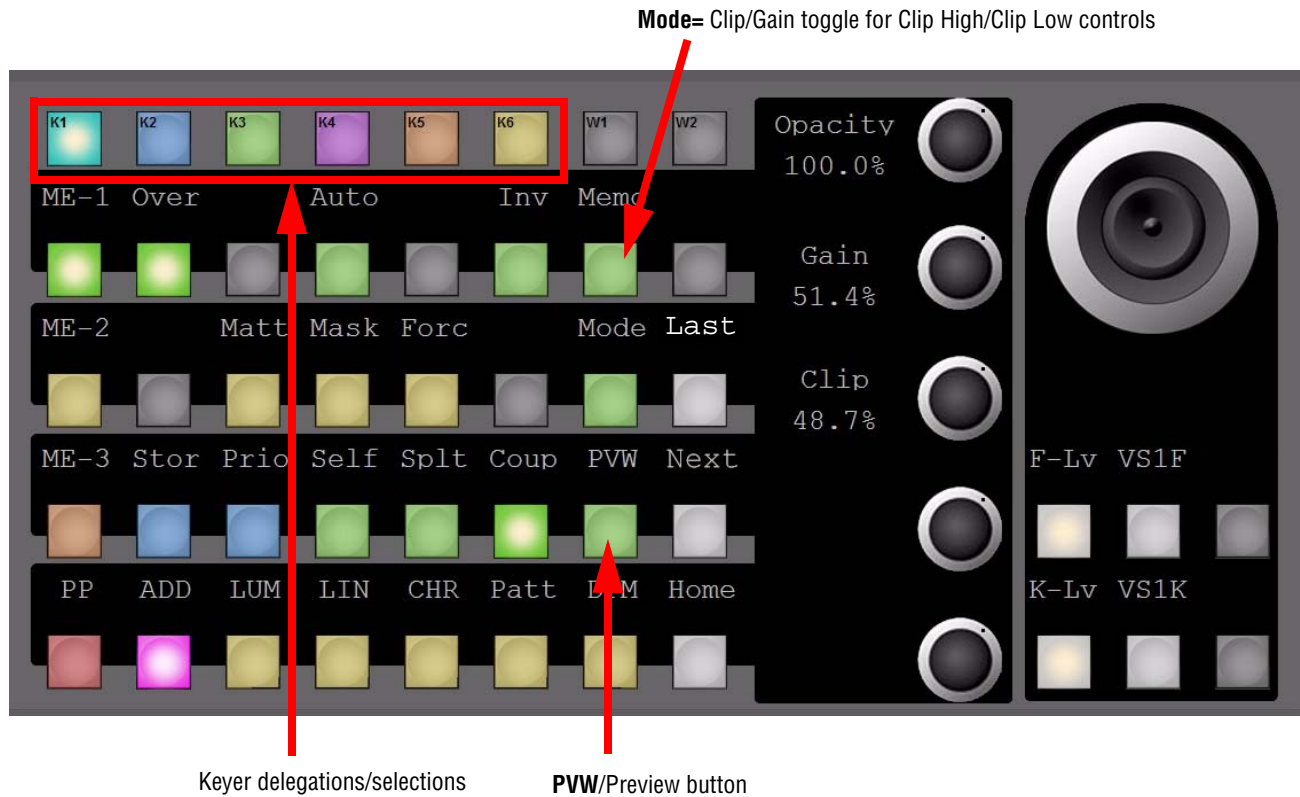 Mode= Clip/Gain toggle for Clip High/Clip Low controls
K1 K2 K3 K4 K5 K6 W1 W2
Opacity
100.0%
ME-1 Over Auto Inv Memo
Gain
51.4%
ME-2 Matt Mask Forc Mode Last
Clip
48.7%
ME-3 Stor Prio Self Splt Coup PVW Next
F-Lv VS1F
PP ADD LUM LIN CHR Patt Home
K-Lv VS1K
Keyer delegations/selections
PVW/Preview button